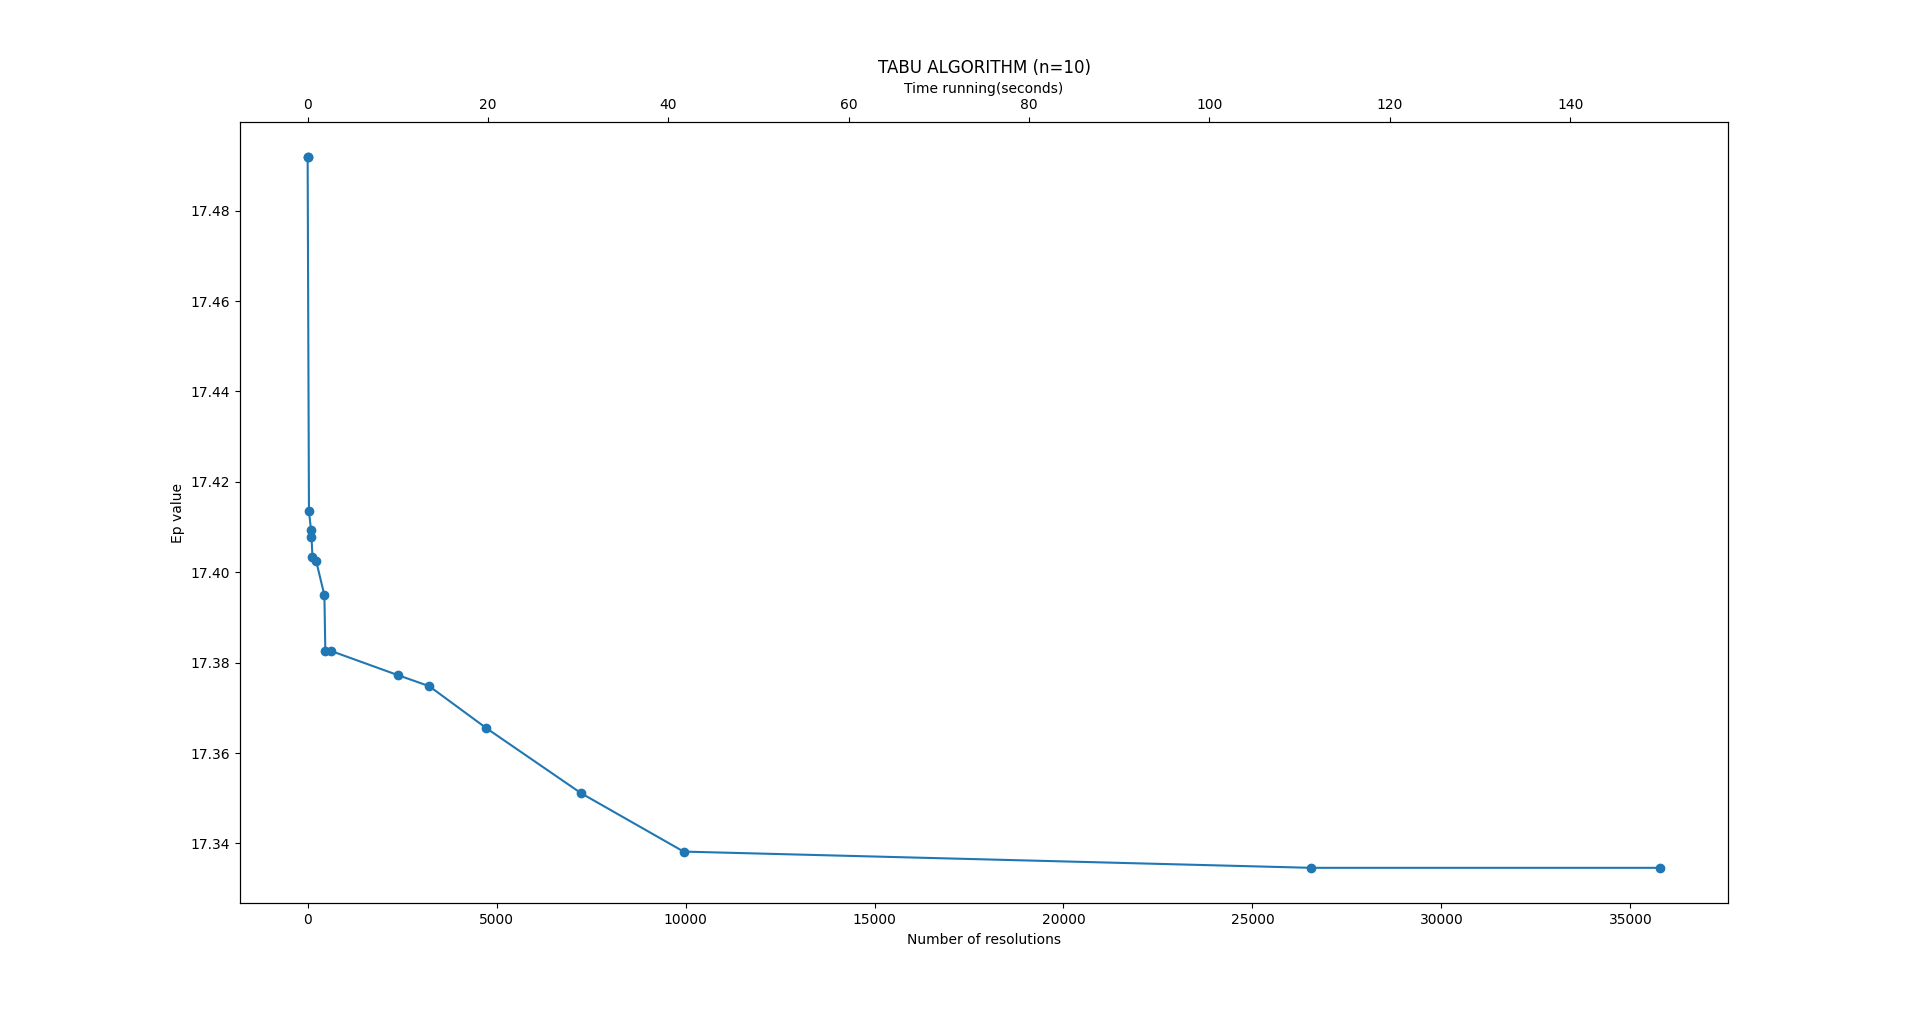 TABU ALGORITHM (n=10)
Time running(seconds)
0 20 40 60 80 100 120 140
17.48
17.46
17.44
17.42
17.40
17.38
17.36
17.34
Ep value
0 5000 10000 15000 20000 25000 30000 35000
Number of resolutions